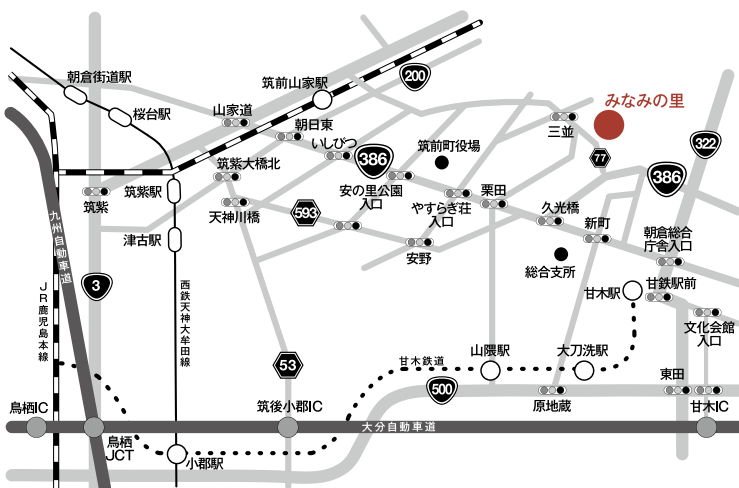 朝倉街道駅
桜台駅
筑前山家駅
200
みなみの里
山家道
朝日東
いしびつ
三並
322
筑紫大橋北
386
筑前町役場
77
386
筑紫
筑紫駅
天神川橋
593
安の里公園
入口
やすらぎ荘
入口
栗田
久光橋
新町
朝倉総合
庁舎入口
津古駅
安野
総合支所
九州自動車道
3
JR鹿児島本線
西鉄天神大牟田線
甘木駅
甘鉄駅前
文化会館
入口
53
甘木鉄道
山隈駅
大刀洗駅
500
東田
鳥栖IC
筑後小郡IC
原地蔵
甘木IC
大分自動車道
鳥栖
JCT
小郡駅